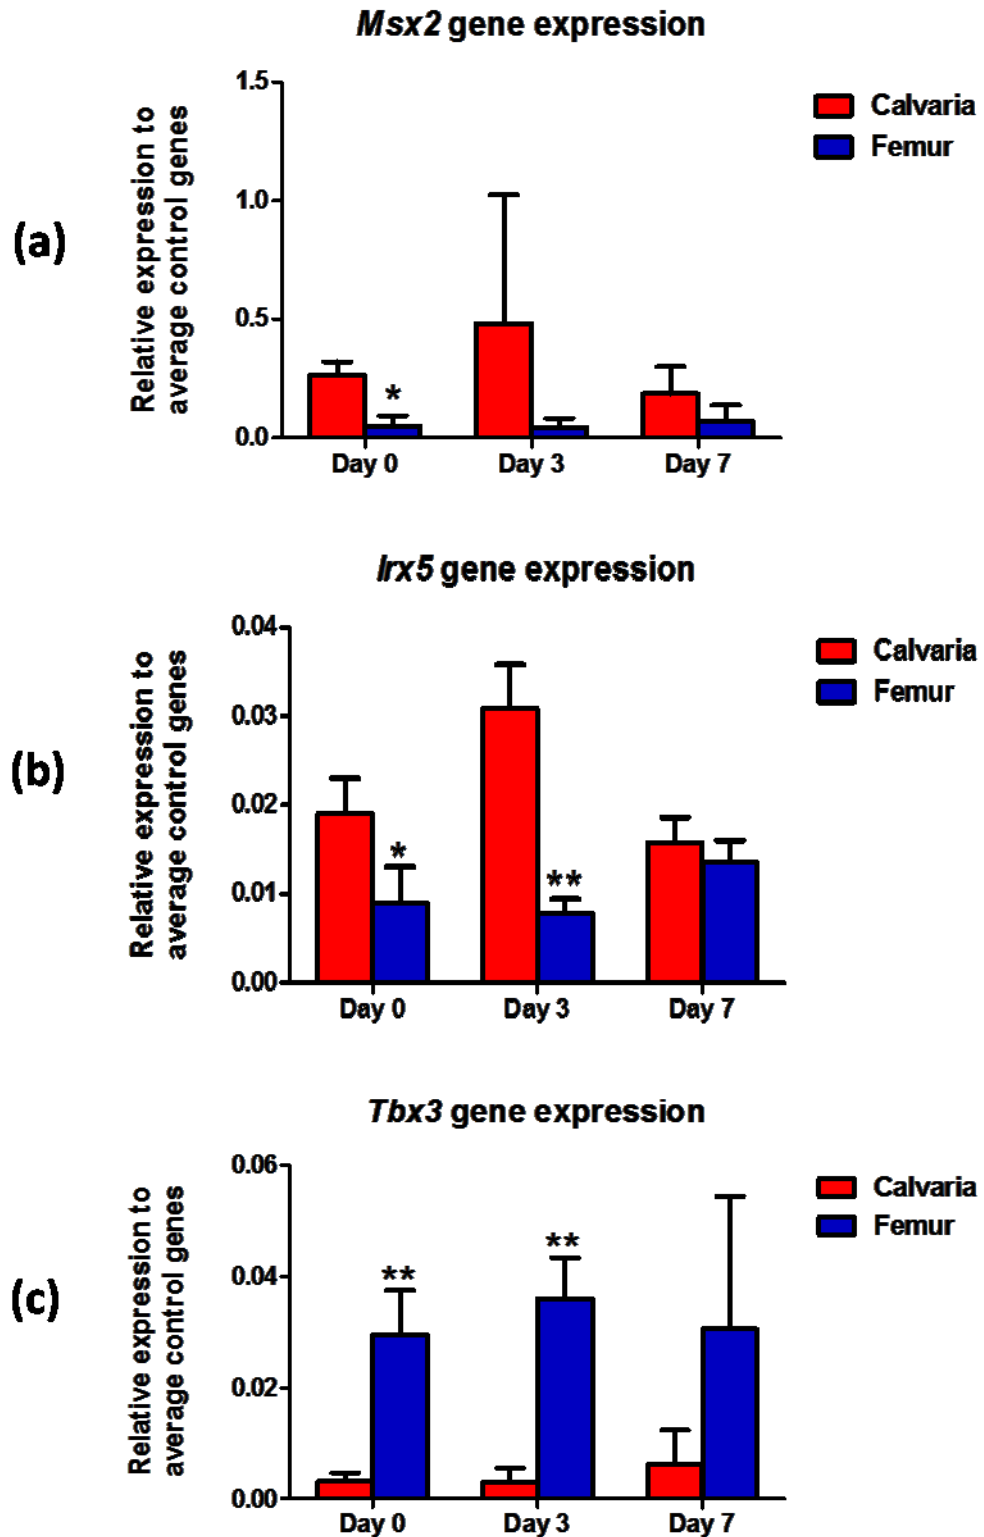 Msx2 gene expression
(a)
Relative expression to
average control genes
1.5
1.0
0.5
0.0
*
Day 0
Day 3
Day 7
Calvaria
Femur
Irx5 gene expression
(b)
Relative expression to
average control genes
0.04
0.03
0.02
0.01
0.00
*
**
Day 0
Day 3
Day 7
Calvaria
Femur
Tbx3 gene expression
(c)
Relative expression to
average control genes
0.06
0.04
0.02
0.00
**
**
Day 0
Day 3
Day 7
Calvaria
Femur